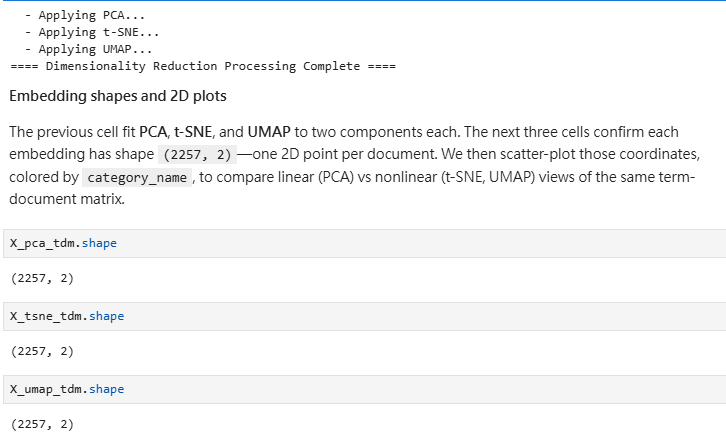 - Applying PCA...
- Applying t-SNE...
- Applying UMAP...
==== Dimensionality Reduction Processing Complete ====
Embedding shapes and 2D plots
The previous cell fit PCA, t-SNE, and UMAP to two components each. The next three cells confirm each
embedding has shape (2257, 2) —one 2D point per document. We then scatter-plot those coordinates,
colored by category_name , to compare linear (PCA) vs nonlinear (t-SNE, UMAP) views of the same term-
document matrix.
X_pca_tdm.shape
(2257, 2)
X_tsne_tdm.shape
(2257, 2)
X_umap_tdm.shape
(2257, 2)